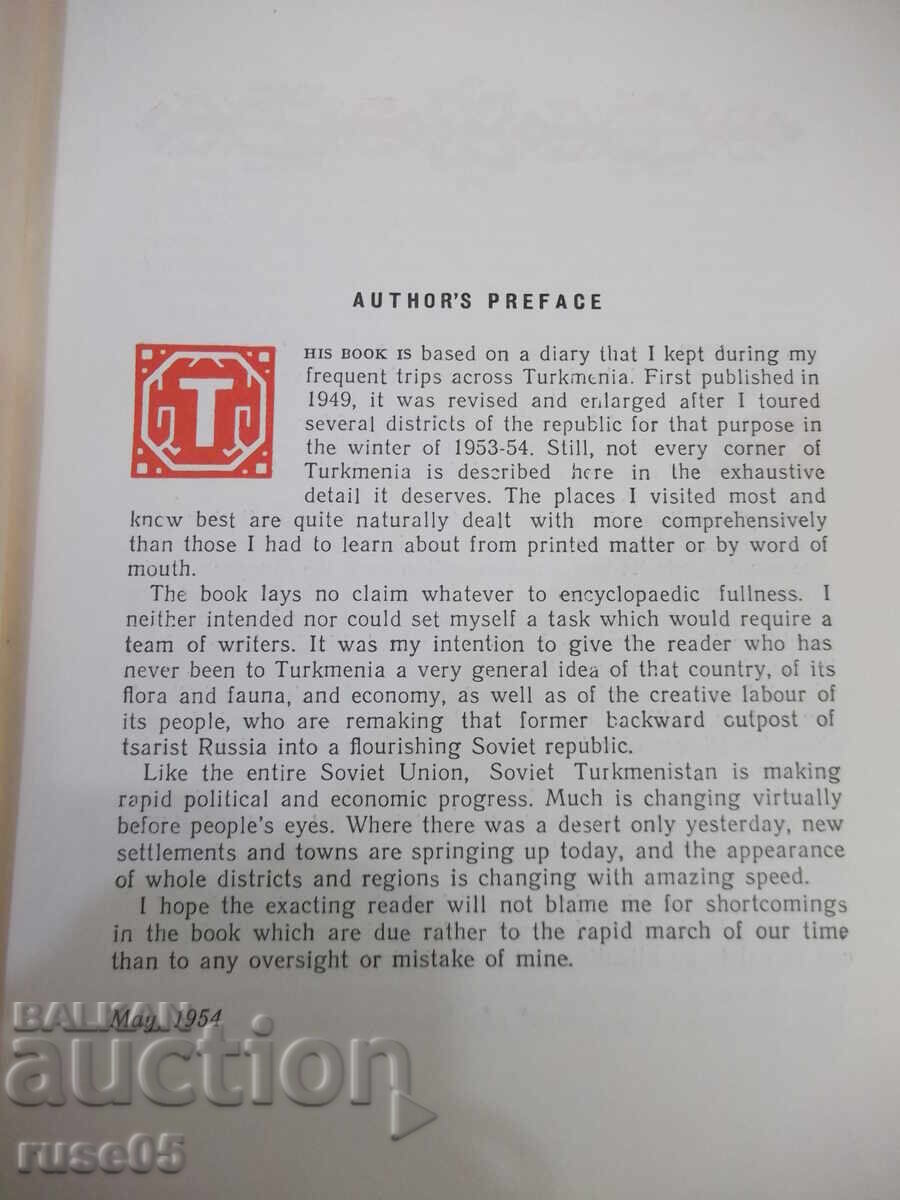 AUTHOR'S PREFACE
THIS BOOK IS based on a diary that I kept during my
frequent trips across Turkmenia. First published in
1949, it was revised and enlarged after I toured
several districts of the republic for that purpose in
the winter of 1953-54. Still, not every corner of
Turkmenia is described here in the exhaustive
detail it deserves. The places I visited most and
knew best are quite naturally dealt with more comprehensively
than those I had to learn about from printed matter or by word of
mouth.
The book lays no claim whatever to encyclopaedic fullness. I
neither intended nor could set myself a task which would require a
team of writers. It was my intention to give the reader who has
never been to Turkmenia a very general idea of that country, of its
flora and fauna, and economy, as well as of the creative labour of
its people, who are remaking that former backward outpost of
tsarist Russia into a flourishing Soviet republic.
Like the entire Soviet Union, Soviet Turkmenistan is making
rapid political and economic progress. Much is changing virtually
before people's eyes. Where there was a desert only yesterday, new
settlements and towns are springing up today, and the appearance
of whole districts and regions is changing with amazing speed.
I hope the exacting reader will not blame me for shortcomings
in the book which are due rather to the rapid march of our time
than to any oversight or mistake of mine.
May, 1954
BALKAN
auction
ruse05